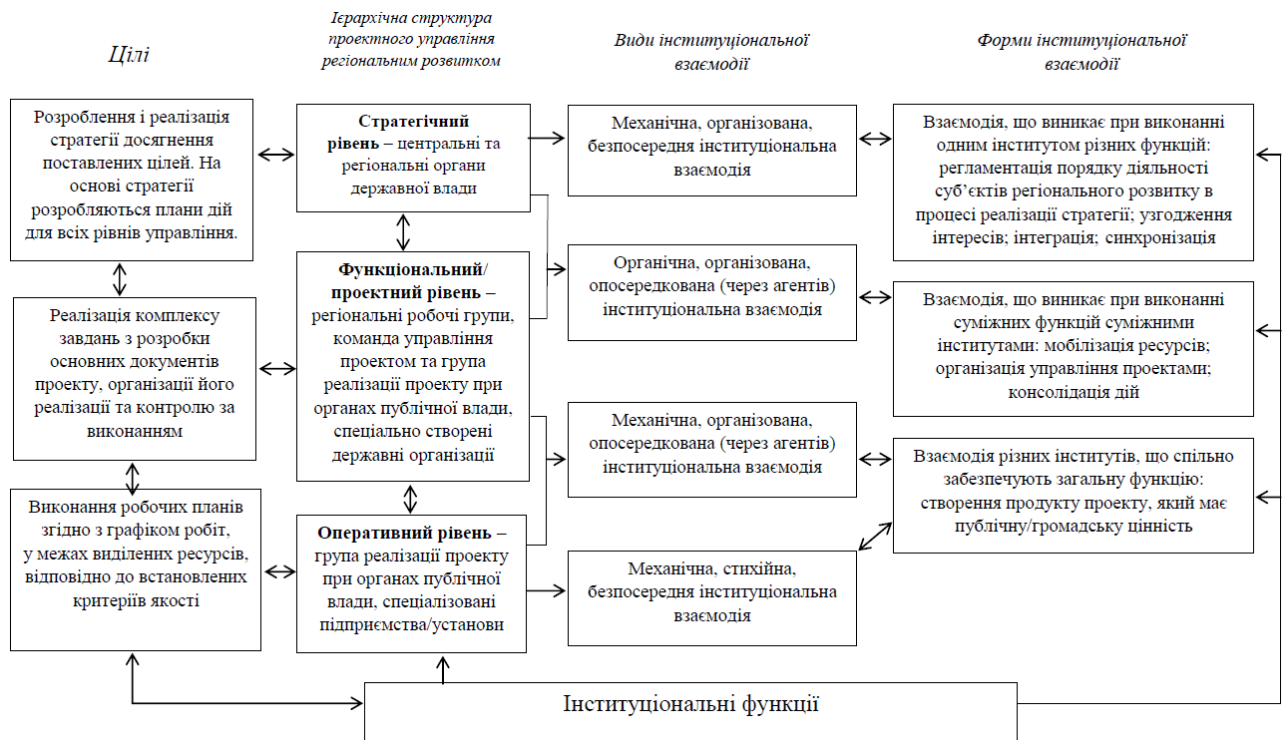 Цілі
Ієрархічна структура
проектного управління
регіональним розвитком
Види інституціональної
взаємодії
Форми інституціональної
взаємодії
Розроблення і реалізація
стратегії досягнення
поставлених цілей. На
основі стратегії
розробляються плани дій
для всіх рівнів управління.
Реалізація комплексу
завдань з розробки
основних документів
проекту, організації його
реалізації та контролю за
виконанням
Виконання робочих планів
згідно з графіком робіт,
у межах виділених ресурсів,
відповідно до встановлених
критеріїв якості
Стратегічний
рівень – центральні та
регіональні органи
державної влади
Функціональний/
проектний рівень –
регіональні робочі групи,
команда управління
проектом та група
реалізації проекту при
органах публічної влади,
спеціально створені
державні організації
Оперативний рівень –
група реалізації проекту
при органах публічної
влади, спеціалізовані
підприємства/установи
Механічна, організована,
безпосередня інституціональна
взаємодія
Органічна, організована,
опосередкована (через агентів)
інституціональна взаємодія
Механічна, організована,
опосередкована (через агентів)
інституціональна взаємодія
Механічна, стихійна,
безпосередня інституціональна
взаємодія
Взаємодія, що виникає при виконанні
одним інститутом різних функцій:
регламентація порядку діяльності
суб’єктів регіонального розвитку в
процесі реалізації стратегії; узгодження
інтересів; інтеграція; синхронізація
Взаємодія, що виникає при виконанні
суміжних функцій суміжними
інститутами: мобілізація ресурсів;
організація управління проектами;
консолідація дій
Взаємодія різних інститутів, що спільно
забезпечують загальну функцію:
створення продукту проекту, який має
публічну/громадську цінність
Інституціональні функції